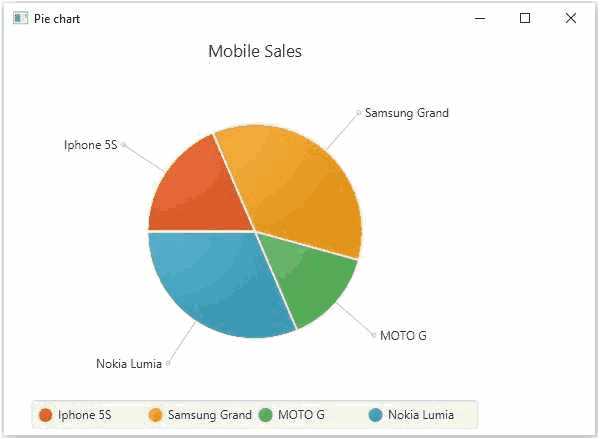 Pie chart
Mobile Sales
Samsung Grand
Iphone 5S
MOTO G
Nokia Lumia
Iphone 5S Samsung Grand MOTO G Nokia Lumia